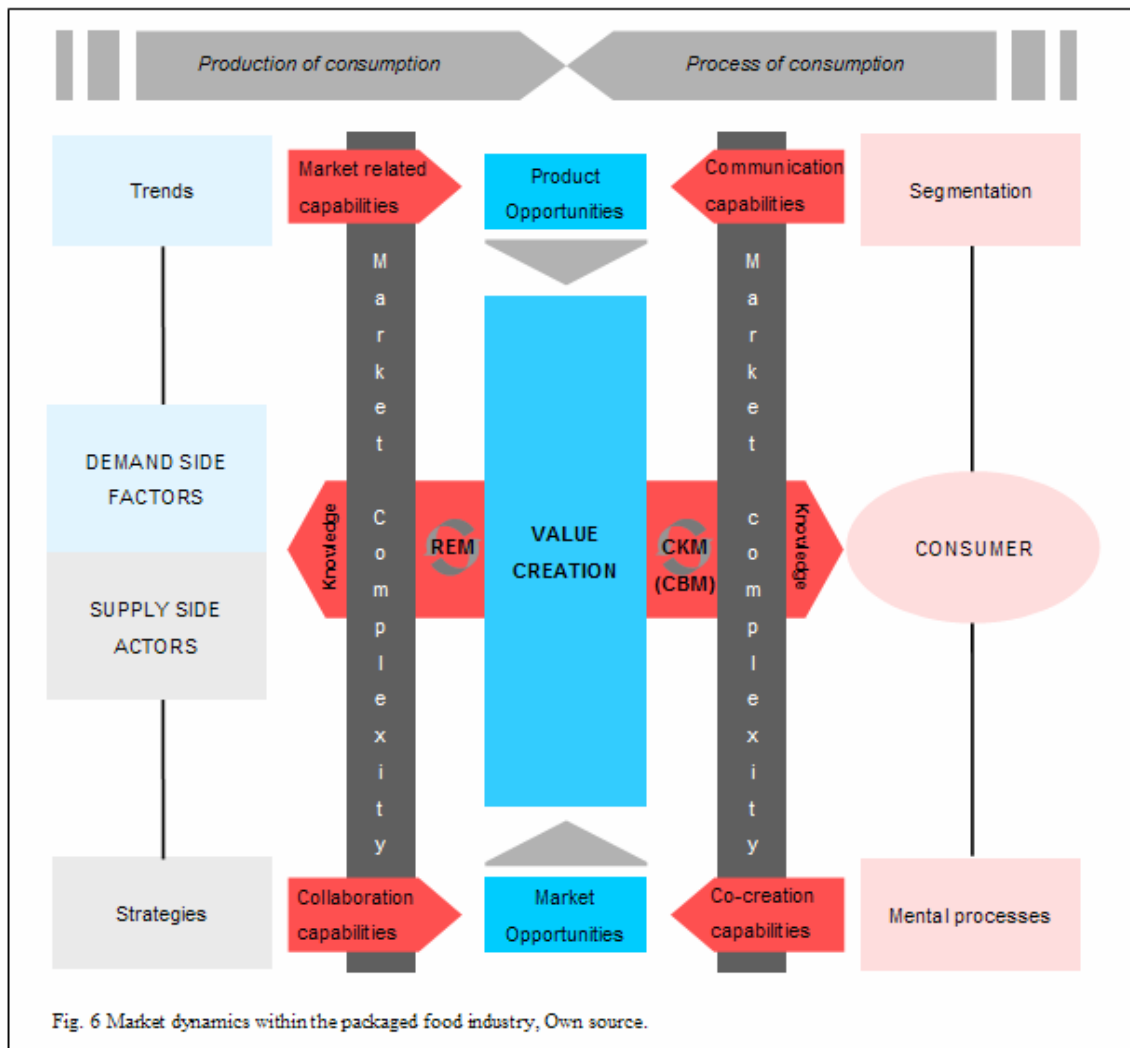 Production of consumption
Process of consumption
Trends
Market related
capabilities
Product
Opportunities
Communication
capabilities
Segmentation
Market Complexity
Market complexity
DEMAND SIDE
FACTORS
SUPPLY SIDE
ACTORS
Knowledge
REM
VALUE
CREATION
CKM
(CBM)
Knowledge
CONSUMER
Strategies
Collaboration
capabilities
Market
Opportunities
Co-creation
capabilities
Mental processes
Fig. 6 Market dynamics within the packaged food industry, Own source.